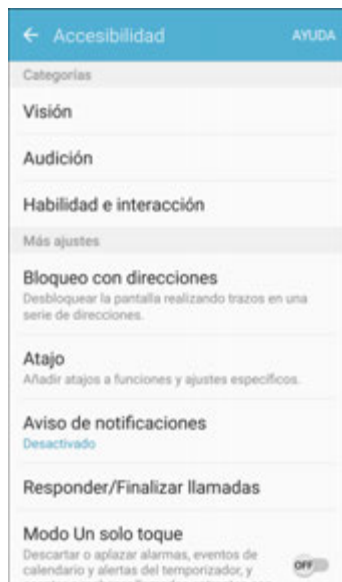 Accesibilidad AYUDA
Categorías
Visión
Audición
Habilidad e interacción
Más ajustes
Bloqueo con direcciones
Desbloquear la pantalla realizando trazos en una
serie de direcciones.
Atajo
Añadir atajos a funciones y ajustes específicos.
Aviso de notificaciones
Desactivado
Responder/Finalizar llamadas
Modo Un solo toque
Descartar o aplazar alarmas, eventos de
calendario y alertas del temporizador, y
OFF